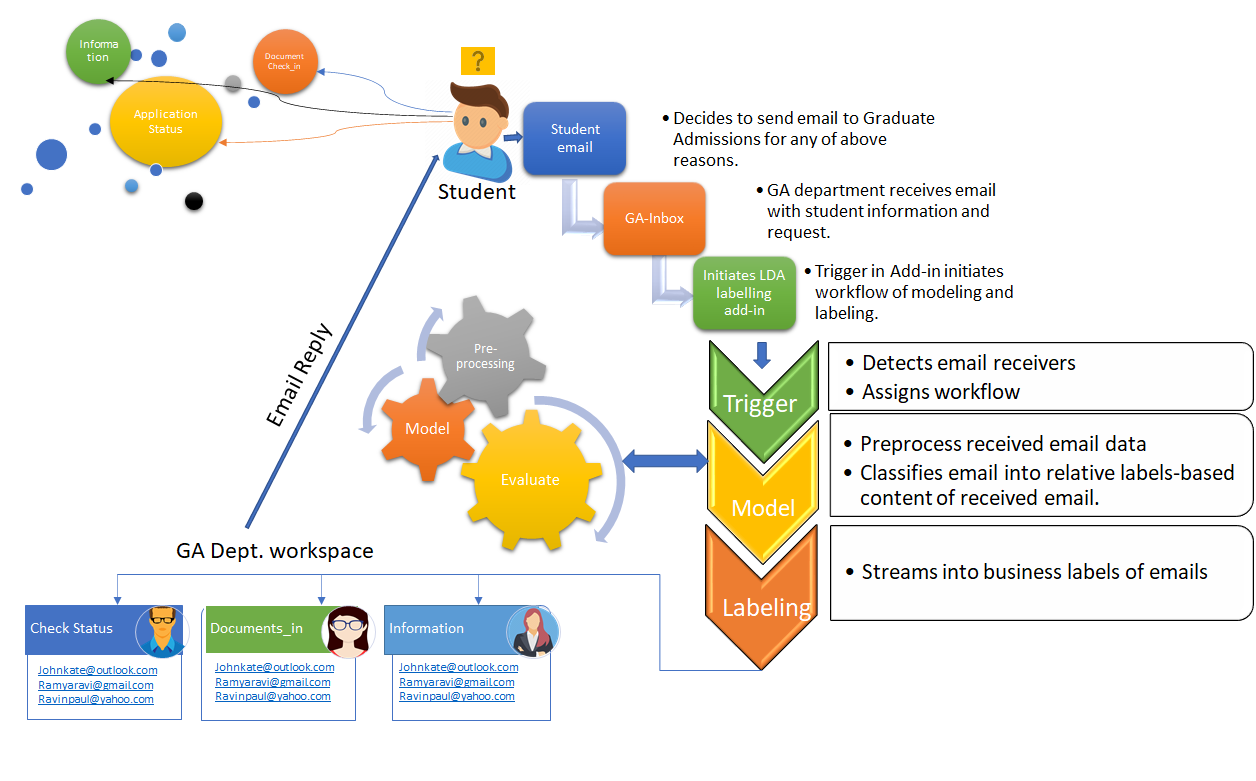 Informa
tion
Document
Check_in
Application
Status
?
Student
Student
email
• Decides to send email to Graduate
Admissions for any of above
reasons.
GA-Inbox
• GA department receives email
with student information and
request.
Initiates LDA
labelling
add-in
• Trigger in Add-in initiates
workflow of modeling and
labeling.
Trigger
• Detects email receivers
• Assigns workflow
Model
• Preprocess received email data
• Classifies email into relative labels-based
content of received email.
Labeling
• Streams into business labels of emails
Pre-
processing
Model
Evaluate
Email Reply
GA Dept. workspace
Check Status
Johnkate@outlook.com
Ramyaravi@gmail.com
Ravinpaul@yahoo.com
Documents_in
Johnkate@outlook.com
Ramyaravi@gmail.com
Ravinpaul@yahoo.com
Information
Johnkate@outlook.com
Ramyaravi@gmail.com
Ravinpaul@yahoo.com